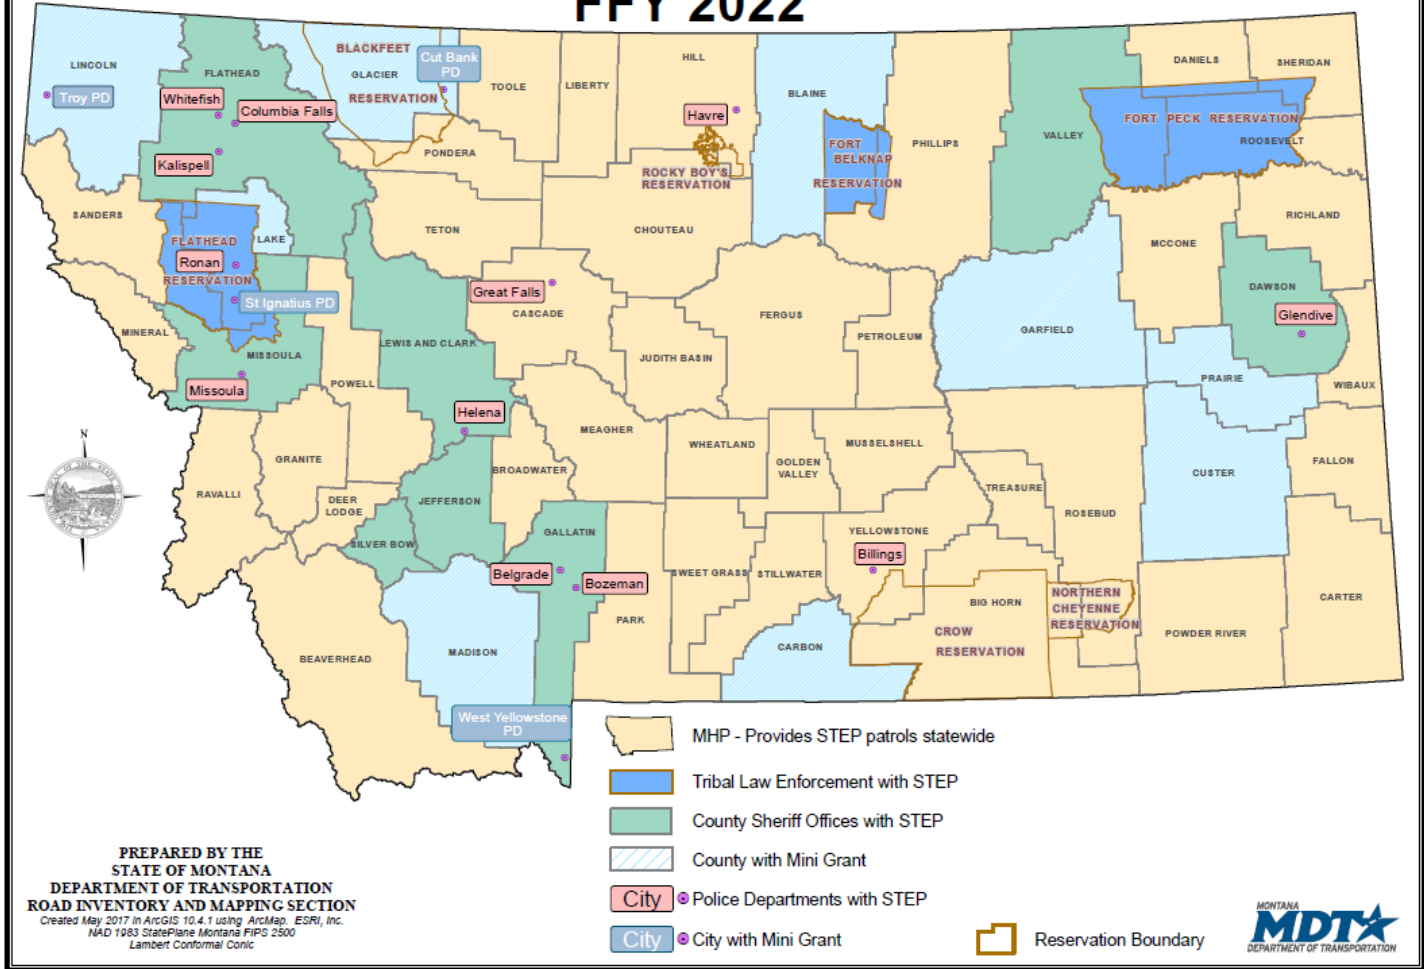 FFY 2022
LINCOLN
Troy PD
FLATHEAD
Whitefish
Columbia Falls
Kalispell
BLACKFEET
GLACIER
RESERVATION
Cut Bank
PD
TOOLE
LIBERTY
HILL
Havre
ROCKY BOY'S
RESERVATION
BLAINE
FORT
BELKNAP
RESERVATION
PHILLIPS
VALLEY
DANIELS
SHERIDAN
FORT PECK RESERVATION
ROOSEVELT
PONDERA
SANDERS
LAKE
FLATHEAD
Ronan
RESERVATION
St Ignatius PD
TETON
CHOUTEAU
MCCONE
RICHLAND
DAWSON
Glendive
MINERAL
MISSOULA
Missoula
POWELL
LEWIS AND CLARK
Helena
Great Falls
CASCADE
JUDITH BASIN
FERGUS
PETROLEUM
GARFIELD
PRAIRIE
WIBAUX
N
RAVALLI
GRANITE
DEER
LODGE
SILVER BOW
JEFFERSON
BROADWATER
MEAGHER
WHEATLAND
GOLDEN
VALLEY
MUSSELSHELL
TREASURE
ROSEBUD
CUSTER
FALLON
GALLATIN
Belgrade
Bozeman
PARK
SWEET GRASS
STILLWATER
YELLOWSTONE
Billings
BIG HORN
CROW
RESERVATION
NORTHERN
CHEYENNE
RESERVATION
POWDER RIVER
CARTER
BEAVERHEAD
MADISON
West Yellowstone
PD
CARBON
MHP - Provides STEP patrols statewide
Tribal Law Enforcement with STEP
County Sheriff Offices with STEP
County with Mini Grant
City Police Departments with STEP
City City with Mini Grant
Reservation Boundary
PREPARED BY THE
STATE OF MONTANA
DEPARTMENT OF TRANSPORTATION
ROAD INVENTORY AND MAPPING SECTION
Created May 2017 in ArcGIS 10.4.1 using ArcMap. ESRI, Inc.
NAD 1983 StatePlane Montana FIPS 2500
Lambert Conformal Conic
MONTANA
MDT
DEPARTMENT OF TRANSPORTATION